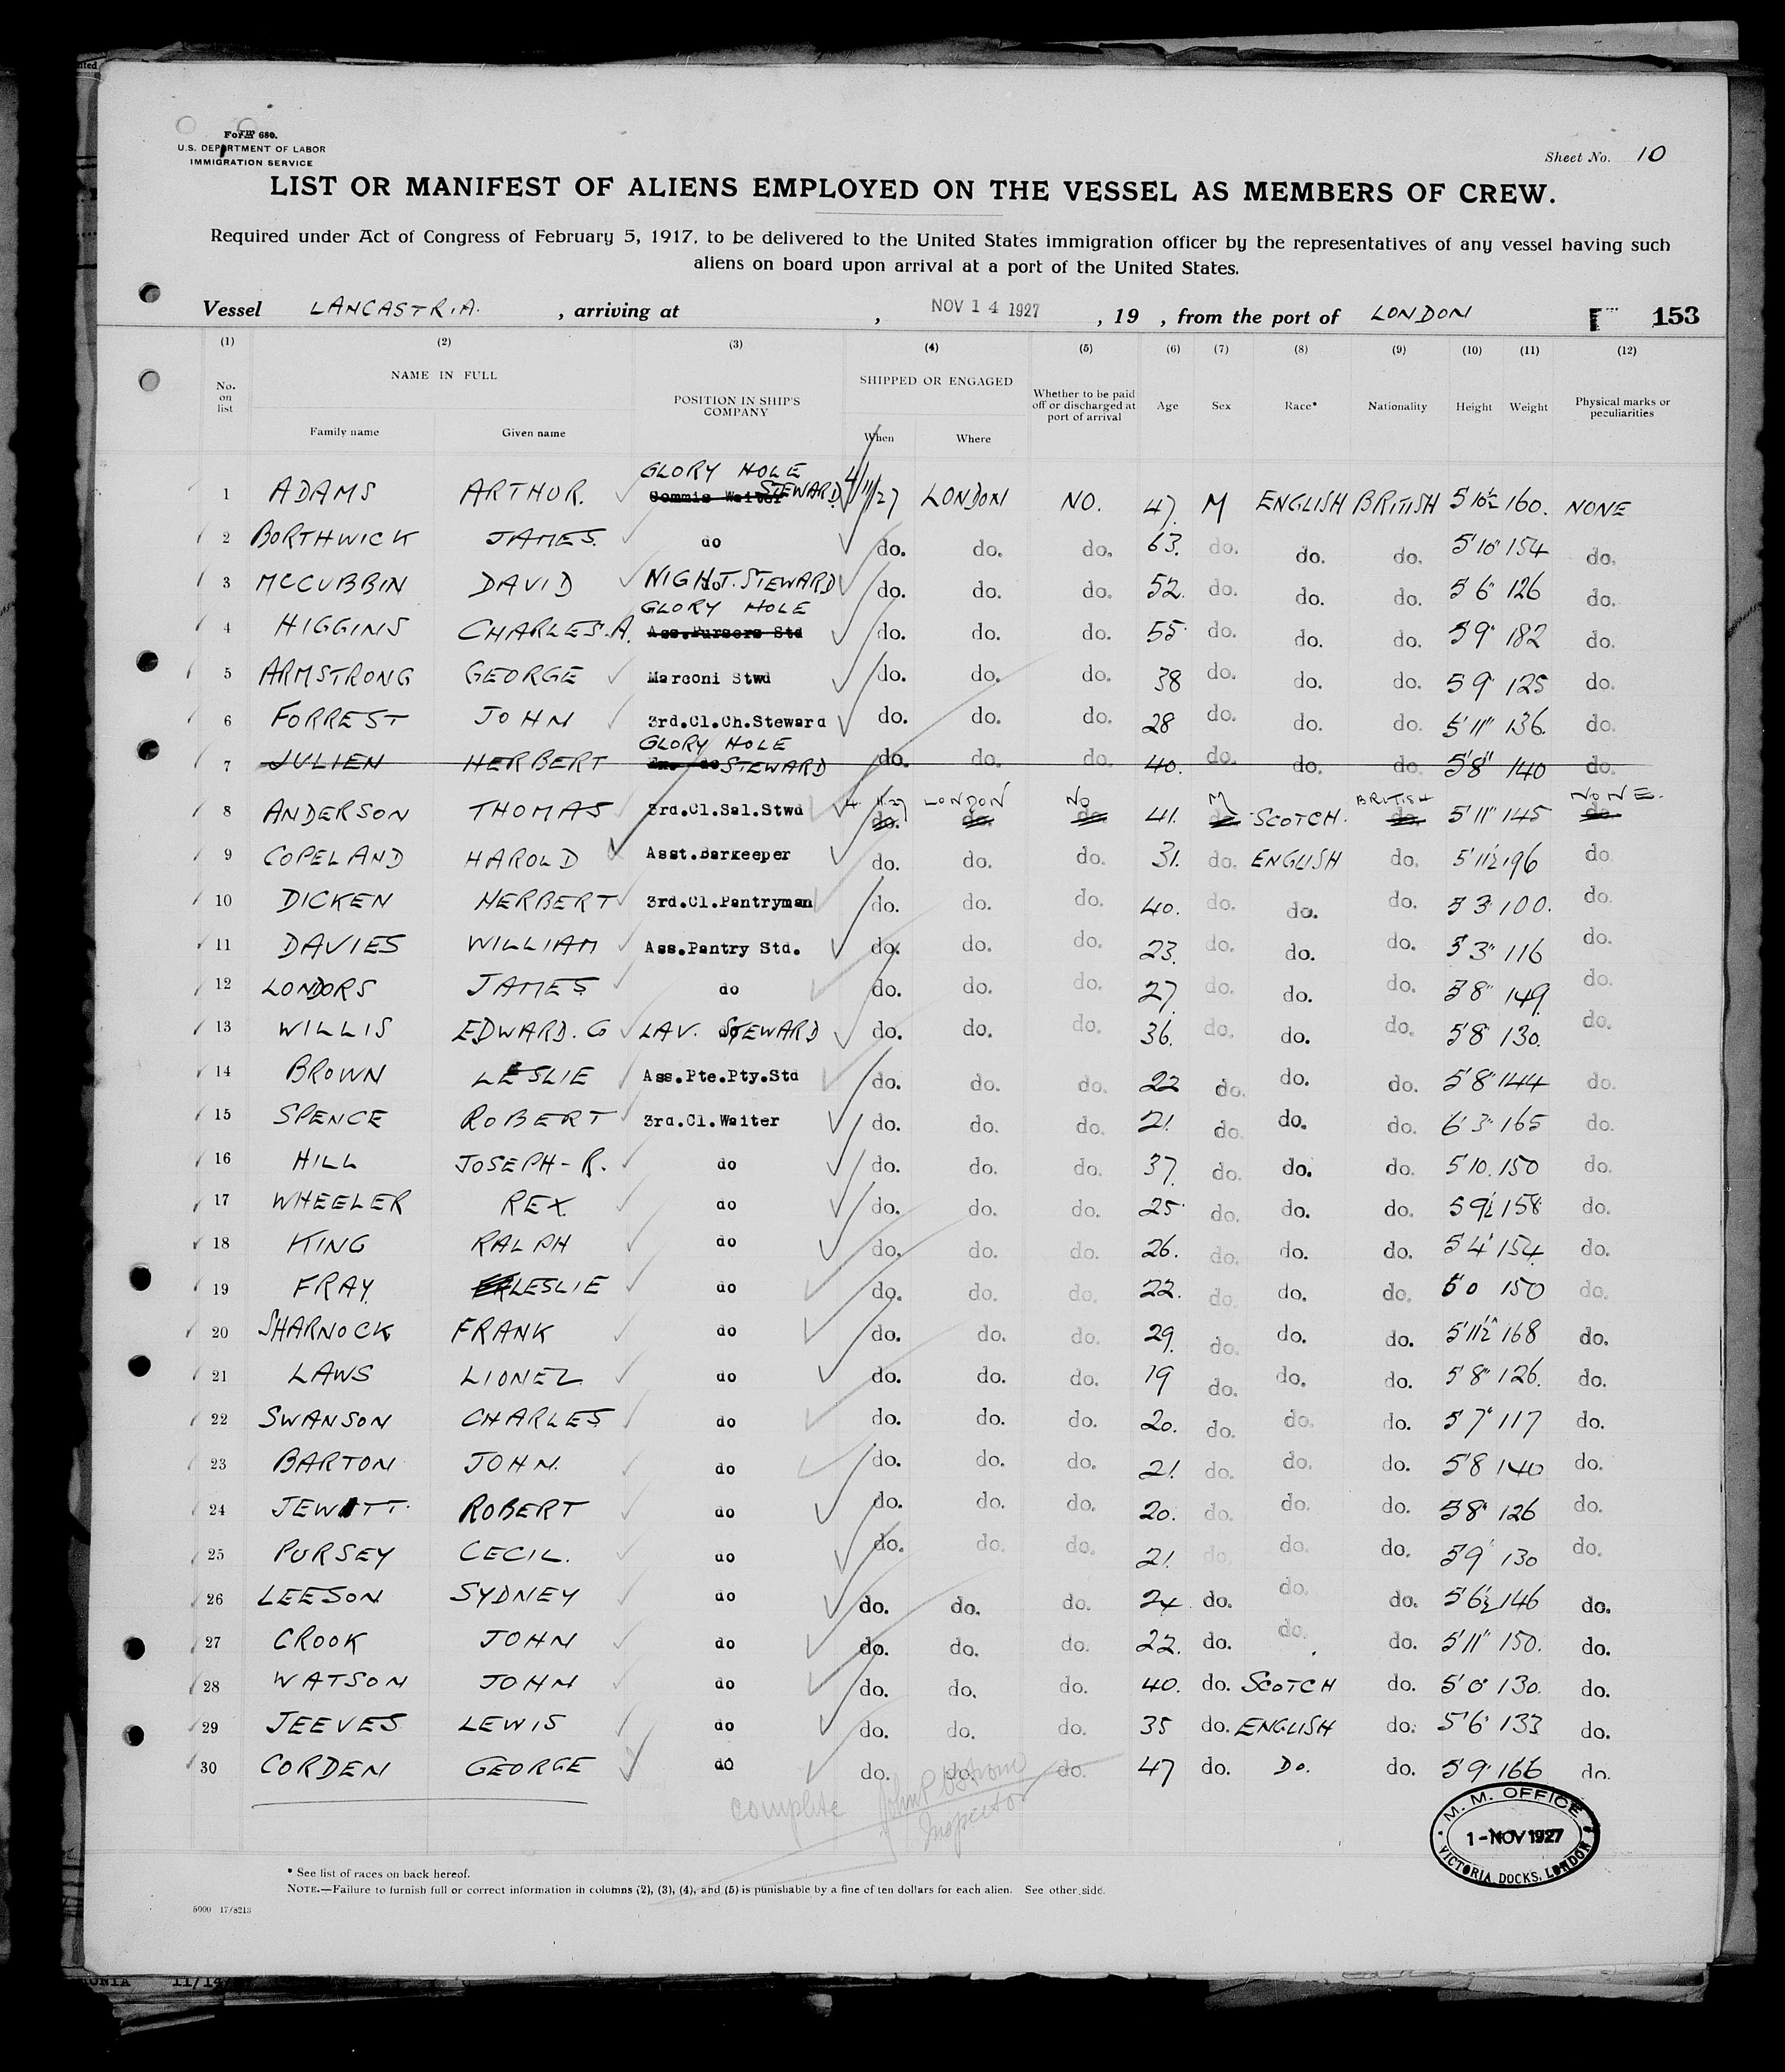 Form 680.
U.S. DEPARTMENT OF LABOR
IMMIGRATION SERVICE
Sheet No. 10
LIST OR MANIFEST OF ALIENS EMPLOYED ON THE VESSEL AS MEMBERS OF CREW.
Required under Act of Congress of February 5, 1917, to be delivered to the United States immigration officer by the representatives of any vessel having such
aliens on board upon arrival at a port of the United States.
Vessel LANCASTRIA. , arriving at , NOV 14 1927 , 19 , from the port of LONDON 153
(1) (2) (3) (4) (5) (6) (7) (8) (9) (10) (11) (12)
No. on list NAME IN FULL Family name Given name POSITION IN SHIP'S COMPANY SHIPPED OR ENGAGED When Where Whether to be paid off or discharged at port of arrival Age Sex Race* Nationality Height Weight Physical marks or peculiarities
1 ADAMS ARTHUR. GLORY HOLE STEWARD. Commis Waiter 4/11/27 LONDON NO. 47. M ENGLISH BRITISH 5'10½ 160. NONE
2 BORTHWICK JAMES. do do. do. do. 63. do. do. do. 5'10" 154 do.
3 McCUBBIN DAVID NIGHT. STEWARD do. do. do. 52. do. do. do. 5 6" 126 do.
4 HIGGINS CHARLES.A. GLORY HOLE Ass.Pursers Std do. do. do. 55 do. do. do. 5 9" 182 do.
5 ARMSTRONG GEORGE Marconi Stwd do. do. do. 38 do. do. do. 5 9" 125 do.
6 FORREST JOHN 3rd.Cl.Ch.Steward do. do. do. 28 do. do. do. 5'11" 136. do.
7 JULIEN HERBERT GLORY HOLE STEWARD do. do. do. 40. do. do. do. 5'8" 140 do.
8 ANDERSON THOMAS 3rd.Cl.Sal.Stwd 4.11.27 do. LONDON do. NO do. 41. M do. SCOTCH. BRITISH do. 5'11" 145 NONE. do.
9 COPELAND HAROLD Asst.Barkeeper do. do. do. 31. do. ENGLISH do. 5'11½ 196 do
10 DICKEN HERBERT 3rd.Cl.Pantryman do. do. do. 40. do. do. do. 5 3" 100. do.
11 DAVIES WILLIAM Ass.Pantry Std. do. do. do. 23. do. do. do. 5'3" 116 do.
12 LONDORS JAMES do do. do. do. 27. do. do. do. 5 8" 149. do.
13 WILLIS EDWARD. G LAV. STEWARD do. do. do. 36. do. do. do. 5'8 130. do.
14 BROWN LESLIE Ass.Pte.Pty.Std do. do. do. 22 do. do. do. 5'8" 144 do.
15 SPENCE ROBERT 3rd.Cl.Waiter do. do. do. 21. do. do. do. 6'3" 165 do.
16 HILL JOSEPH-R. do do. do. do. 37. do. do. do. 5'10. 150 do.
17 WHEELER REX. do do. do. do. 25 do. do. do. 5 9½ 158 do.
18 KING RALPH do do. do. do. 26. do. do. do. 5'4" 154. do.
19 FRAY. LESLIE do do. do. do. 22. do. do. do. 6 0 150 do.
20 SHARNOCK FRANK do do. do. do. 29. do. do. do. 5'11½" 168 do.
21 LAWS LIONEL do do. do. do. 19 do. do. do. 5'8" 126. do.
22 SWANSON CHARLES do do. do. do. 20. do. do. do. 5 7" 117 do.
23 BARTON JOHN. do do. do. do. 21. do. do. do. 5'8 140 do.
24 JEWITT. ROBERT do do. do. do. 20. do. do. do. 5 8" 126 do.
25 PURSEY CECIL. do do. do. do. 21. do. do. do. 5 9' 130 do.
26 LEESON SYDNEY do do. do. do. 24. do. do. do. 5'6½ 146 do.
27 CROOK JOHN do do. do. do. 22. do. do. do. 5'11" 150. do.
28 WATSON JOHN do do. do. do. 40. do. SCOTCH do. 5'0" 130. do.
29 JEEVES LEWIS do do. do. do. 35 do. ENGLISH do. 5'6" 133 do.
30 CORDEN GEORGE do do. do. do. 47 do. Do. do. 5 9" 166 do.
complete
Inspector
M. M. OFFICE
1-NOV 1927
VICTORIA DOCKS, LONDON
* See list of races on back hereof.
NOTE.—Failure to furnish full or correct information in columns (2), (3), (4), and (5) is punishable by a fine of ten dollars for each alien. See other side.
5000 17/8213
11/14/